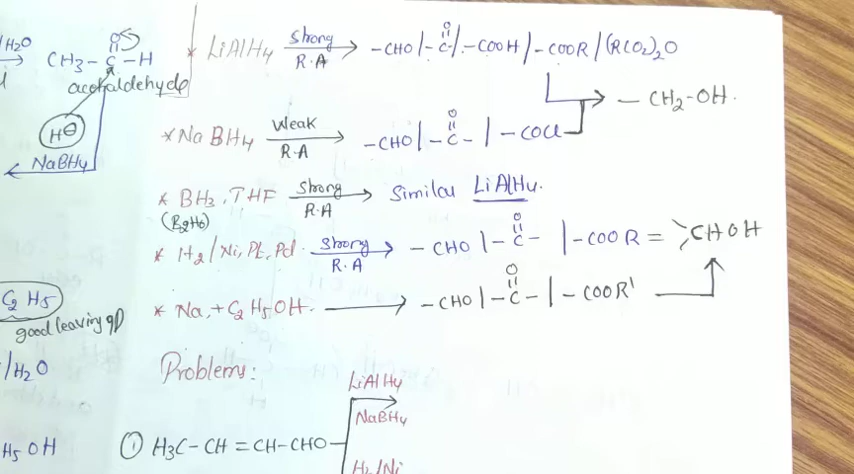 /H2O
CH3-C-H
O
acetaldehyde
H⊖
NaBH4
* LiAlH4 Strong R.A → -CHO/-C-/-COOH/-COOR/(RCO2)2O
O
→ -CH2-OH.
* NaBH4 Weak R.A → -CHO|-C-|-COCl
O
* BH3.THF Strong R.A → Similar LiAlH4.
(B2H6)
* H2/Ni,Pt,Pd. Strong R.A → -CHO|-C-|-COOR = >CHOH
O
* Na + C2H5OH. → -CHO|-C-|-COOR'
O
C2H5
good leaving gp
/H2O
H5OH
Problems:
LiAlH4
NaBH4
① H3C-CH=CH-CHO
H2/Ni